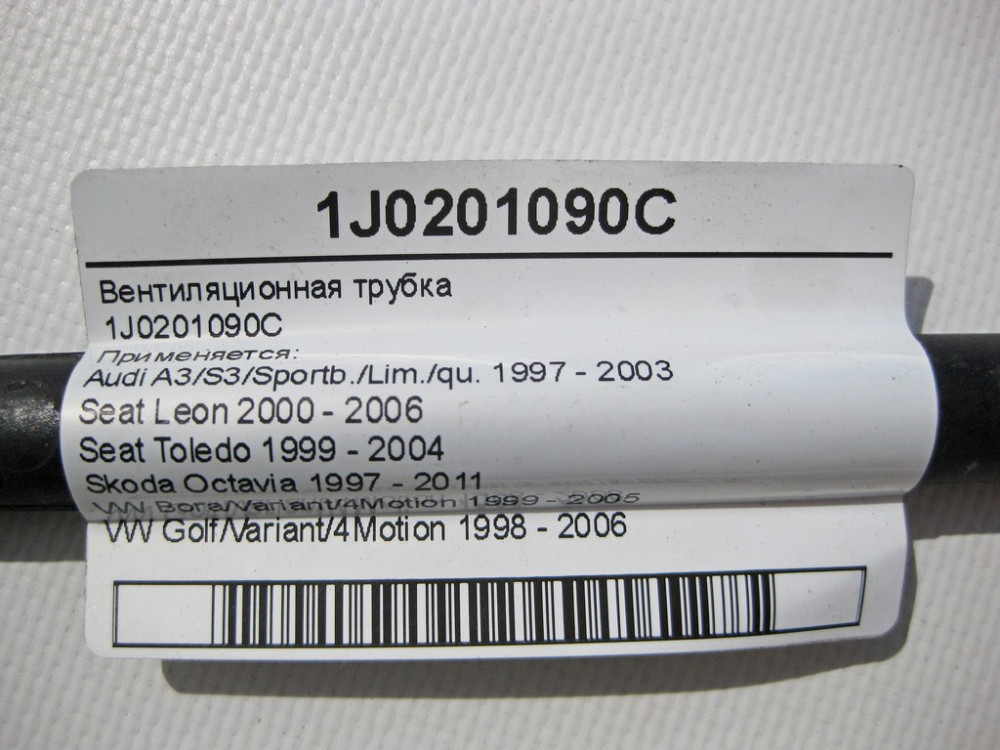 1J0201090C
Вентиляционная трубка
1J0201090C
Применяется:
Audi A3/S3/Sportb./Lim./qu. 1997 - 2003
Seat Leon 2000 - 2006
Seat Toledo 1999 - 2004
Skoda Octavia 1997 - 2011
VW Bora/Variant/4Motion 1999 - 2005
VW Golf/Variant/4Motion 1998 - 2006